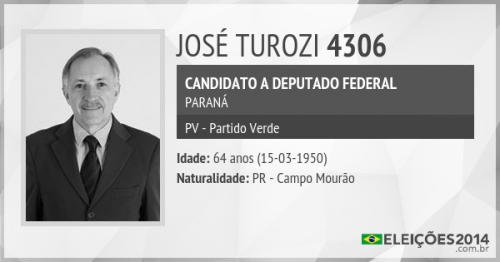 JOSÉ TUROZI 4306
CANDIDATO A DEPUTADO FEDERAL
PARANÁ
PV - Partido Verde
Idade: 64 anos (15-03-1950)
Naturalidade: PR - Campo Mourão
ELEIÇÕES2014
.com.br